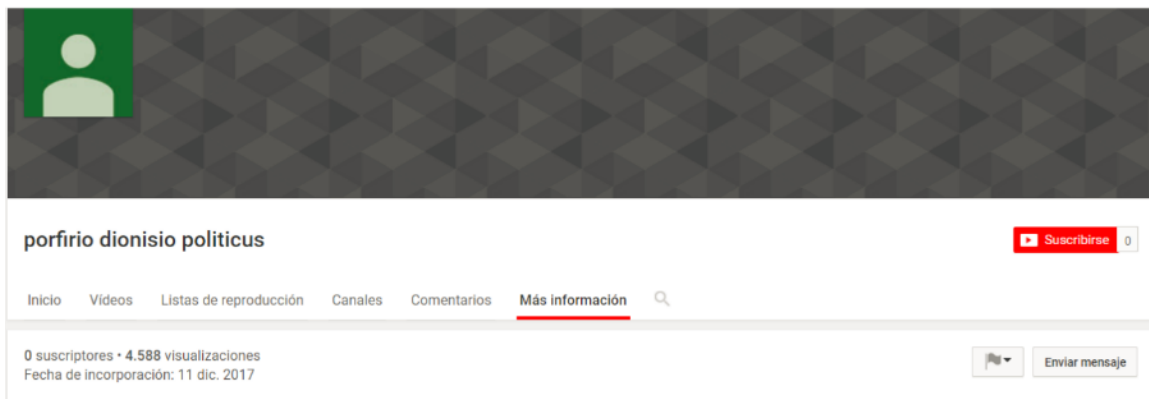 porfirio dionisio politicus
Suscribirse 0
Inicio Vídeos Listas de reproducción Canales Comentarios Más información
0 suscriptores • 4.588 visualizaciones
Fecha de incorporación: 11 dic. 2017
Enviar mensaje